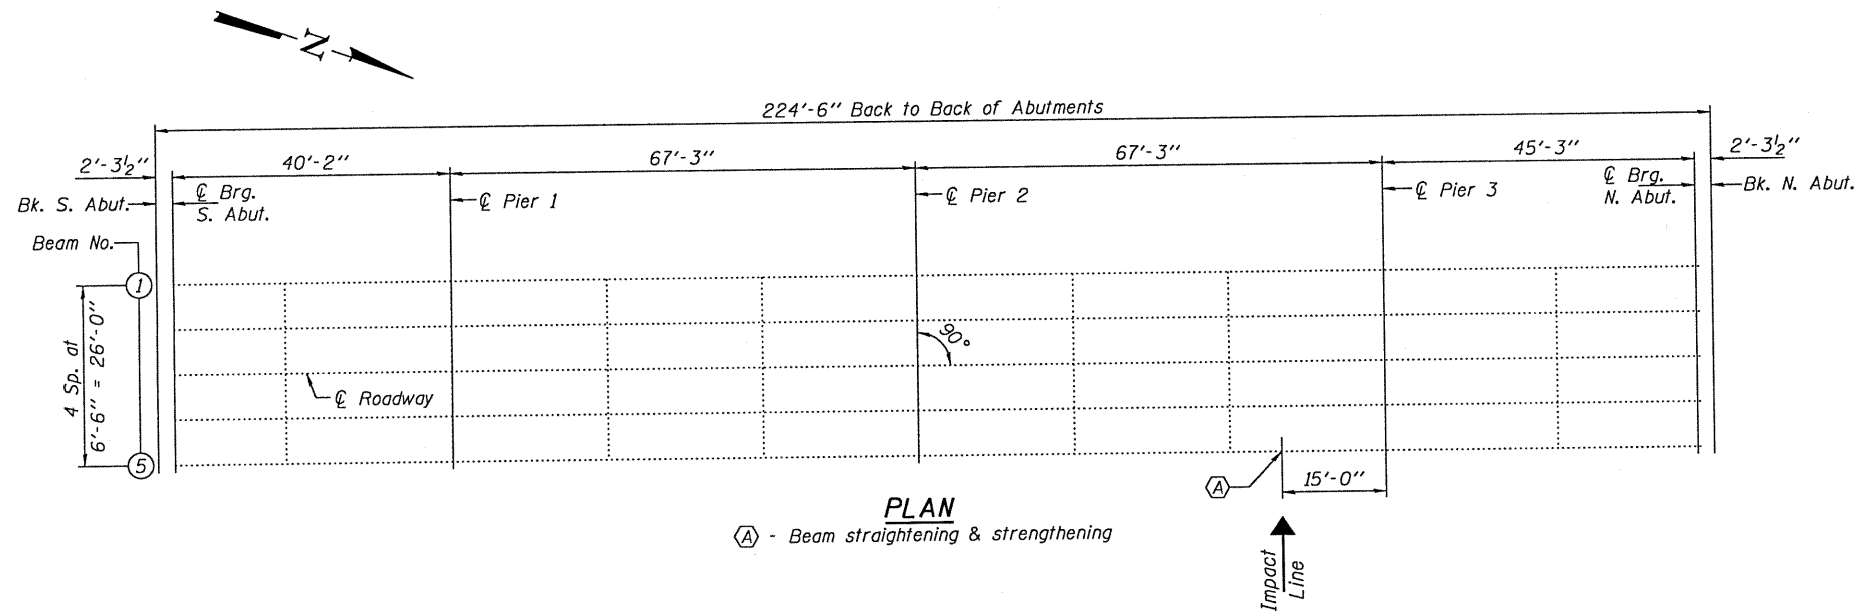 N
224'-6" Back to Back of Abutments
2'-3½" 40'-2" 67'-3" 67'-3" 45'-3" 2'-3½"
Bk. S. Abut.
℄ Brg.
S. Abut.
℄ Pier 1
℄ Pier 2
℄ Pier 3
℄ Brg.
N. Abut.
Bk. N. Abut.
Beam No.
1
4 Sp. at
6'-6" = 26'-0"
90°
℄ Roadway
5
A
15'-0"
PLAN
A - Beam straightening & strengthening
Impact
Line